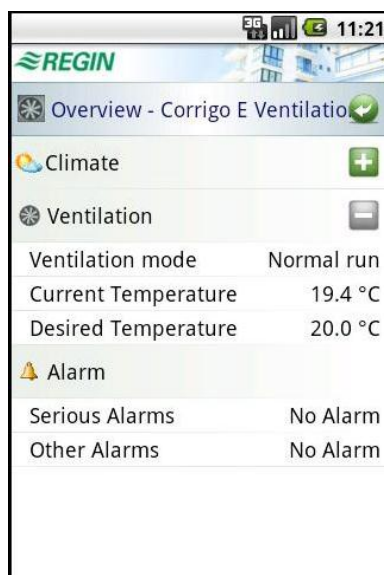 3G 11:21
REGIN
Overview - Corrigo E Ventilatio
Climate
Ventilation
Ventilation mode Normal run
Current Temperature 19.4 °C
Desired Temperature 20.0 °C
Alarm
Serious Alarms No Alarm
Other Alarms No Alarm